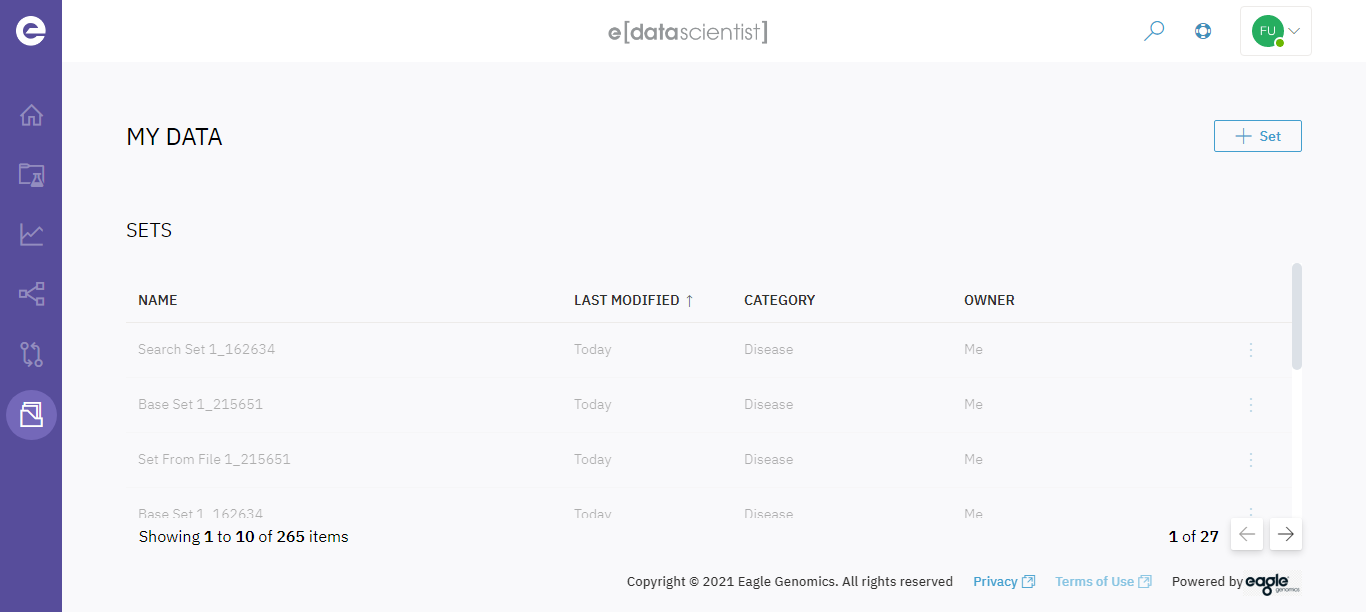 e e[datascientist] FU
MY DATA + Set
SETS
NAME LAST MODIFIED ↑ CATEGORY OWNER
Search Set 1_162634 Today Disease Me
Base Set 1_215651 Today Disease Me
Set From File 1_215651 Today Disease Me
Base Set 1_162634 Today Disease Me
Showing 1 to 10 of 265 items 1 of 27
Copyright © 2021 Eagle Genomics. All rights reserved Privacy Terms of Use Powered by eagle genomics